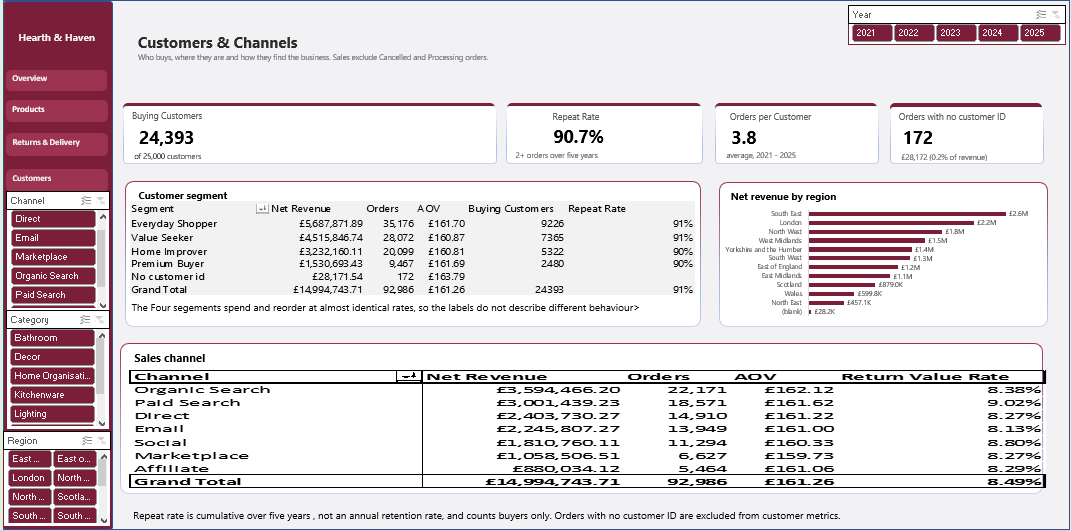 Hearth & Haven
Overview
Products
Returns & Delivery
Customers
Channel
Direct
Email
Marketplace
Organic Search
Paid Search
Category
Bathroom
Decor
Home Organisati...
Kitchenware
Lighting
Region
East ... East o...
London North ...
North ... Scotla...
South ... South ...
Customers & Channels
Who buys, where they are and how they find the business. Sales exclude Cancelled and Processing orders.
Year
2021 2022 2023 2024 2025
Buying Customers
24,393
of 25,000 customers
Repeat Rate
90.7%
2+ orders over five years
Orders per Customer
3.8
average, 2021 - 2025
Orders with no customer ID
172
£28,172 (0.2% of revenue)
Customer segment
Segment Net Revenue Orders AOV Buying Customers Repeat Rate
Everyday Shopper £5,687,871.89 35,176 £161.70 9226 91%
Value Seeker £4,515,846.74 28,072 £160.87 7365 91%
Home Improver £3,232,160.11 20,099 £160.81 5322 90%
Premium Buyer £1,530,693.43 9,467 £161.69 2480 90%
No customer id £28,171.54 172 £163.79
Grand Total £14,994,743.71 92,986 £161.26 24393 91%
The Four segements spend and reorder at almost identical rates, so the labels do not describe different behaviour>
Net revenue by region
South East £2.6M
London £2.2M
North West £1.8M
West Midlands £1.5M
Yorkshire and the Humber £1.4M
South West £1.3M
East of England £1.2M
East Midlands £1.1M
Scotland £879.0K
Wales £599.8K
North East £457.1K
(blank) £28.2K
Sales channel
Channel Net Revenue Orders AOV Return Value Rate
Organic Search £3,594,466.20 22,171 £162.12 8.38%
Paid Search £3,001,439.23 18,571 £161.62 9.02%
Direct £2,403,730.27 14,910 £161.22 8.27%
Email £2,245,807.27 13,949 £161.00 8.13%
Social £1,810,760.11 11,294 £160.33 8.80%
Marketplace £1,058,506.51 6,627 £159.73 8.27%
Affiliate £880,034.12 5,464 £161.06 8.29%
Grand Total £14,994,743.71 92,986 £161.26 8.49%
Repeat rate is cumulative over five years , not an annual retention rate, and counts buyers only. Orders with no customer ID are excluded from customer metrics.